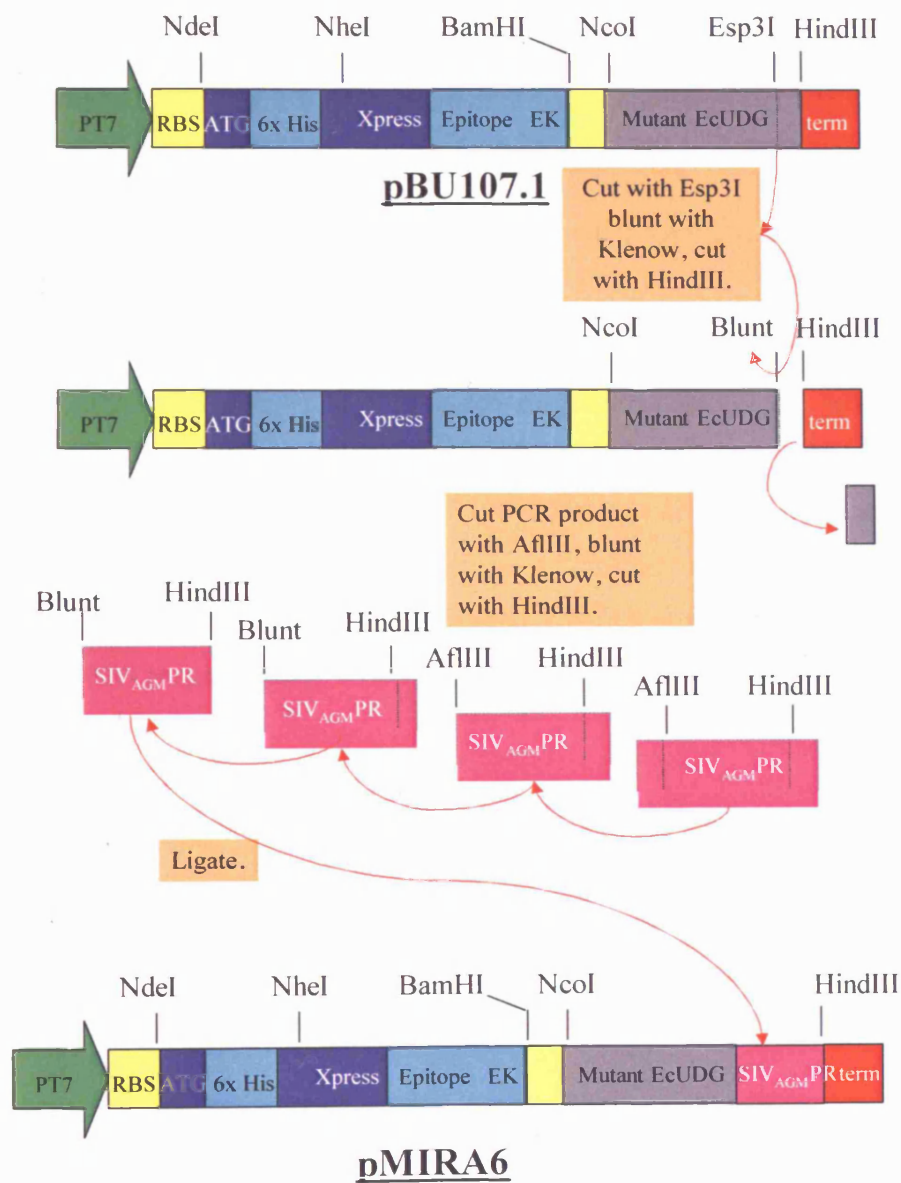 NdeI NheI BamHI NcoI Esp3I HindIII
PT7 RBS ATG 6x His Xpress Epitope EK Mutant EcUDG term
pBU107.1
Cut with Esp3I
blunt with
Klenow, cut
with HindIII.
NcoI Blunt HindIII
PT7 RBS ATG 6x His Xpress Epitope EK Mutant EcUDG term
Cut PCR product
with AflIII, blunt
with Klenow, cut
with HindIII.
Blunt HindIII Blunt HindIII AflIII HindIII AflIII HindIII
SIVAGMPR SIVAGMPR SIVAGMPR SIVAGMPR
Ligate.
NdeI NheI BamHI NcoI HindIII
PT7 RBS ATG 6x His Xpress Epitope EK Mutant EcUDG SIVAGMPR term
pMIRA6